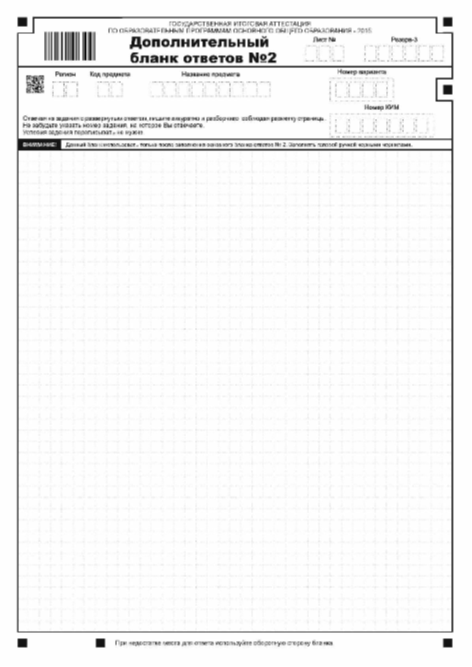 ГОСУДАРСТВЕННАЯ ИТОГОВАЯ АТТЕСТАЦИЯ
ПО ОБРАЗОВАТЕЛЬНЫМ ПРОГРАММАМ ОСНОВНОГО ОБЩЕГО ОБРАЗОВАНИЯ - 2015
Дополнительный
бланк ответов №2
Лист №
Резерв-3
Регион
Код предмета
Название предмета
Номер варианта
Номер КИМ
Отвечая на задания с развернутым ответом, пишите аккуратно и разборчиво, соблюдая разметку страницы.
Не забудьте указать номер задания, на которое Вы отвечаете.
Условия задания переписывать не нужно.
ВНИМАНИЕ!
Данный бланк использовать только после заполнения основного бланка ответов № 2. Заполнять гелевой ручкой черными чернилами.
При недостатке места для ответа используйте оборотную сторону бланка